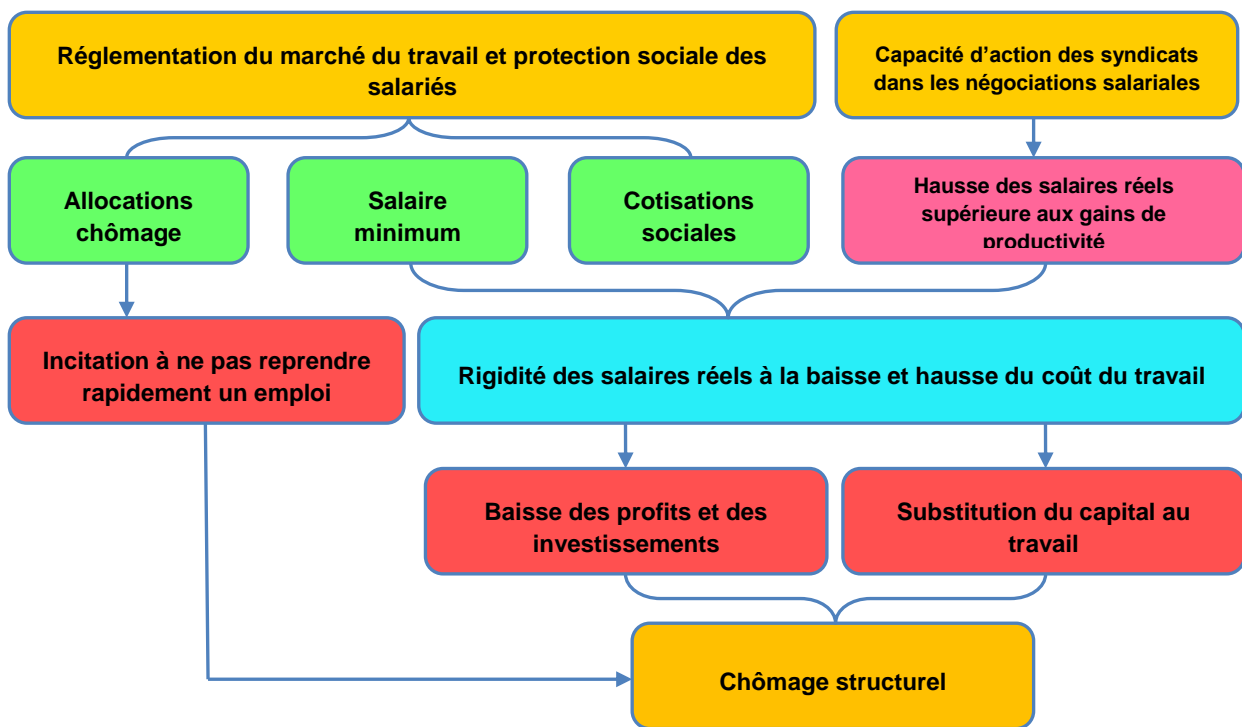 Réglementation du marché du travail et protection sociale des
salariés
Capacité d’action des syndicats
dans les négociations salariales
Allocations
chômage
Salaire
minimum
Cotisations
sociales
Hausse des salaires réels
supérieure aux gains de
productivité
Incitation à ne pas reprendre
rapidement un emploi
Rigidité des salaires réels à la baisse et hausse du coût du travail
Baisse des profits et des
investissements
Substitution du capital au
travail
Chômage structurel